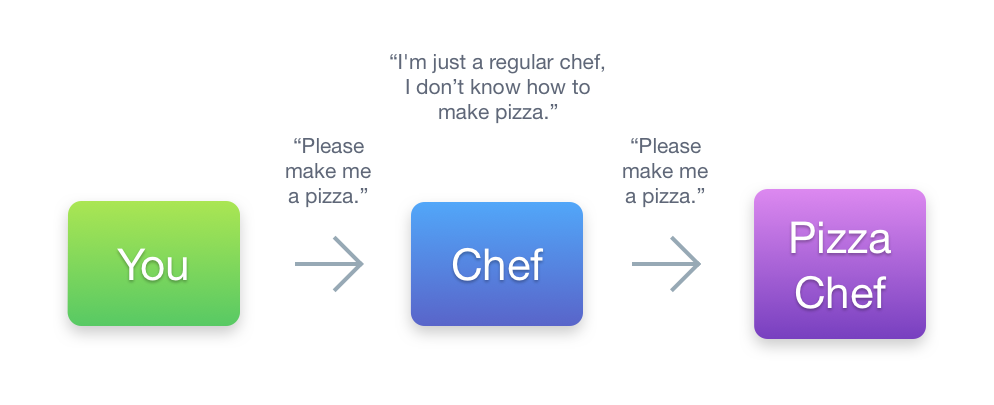 “I'm just a regular chef,
I don’t know how to
make pizza.”
“Please
make me
a pizza.”
“Please
make me
a pizza.”
You
Chef
Pizza
Chef